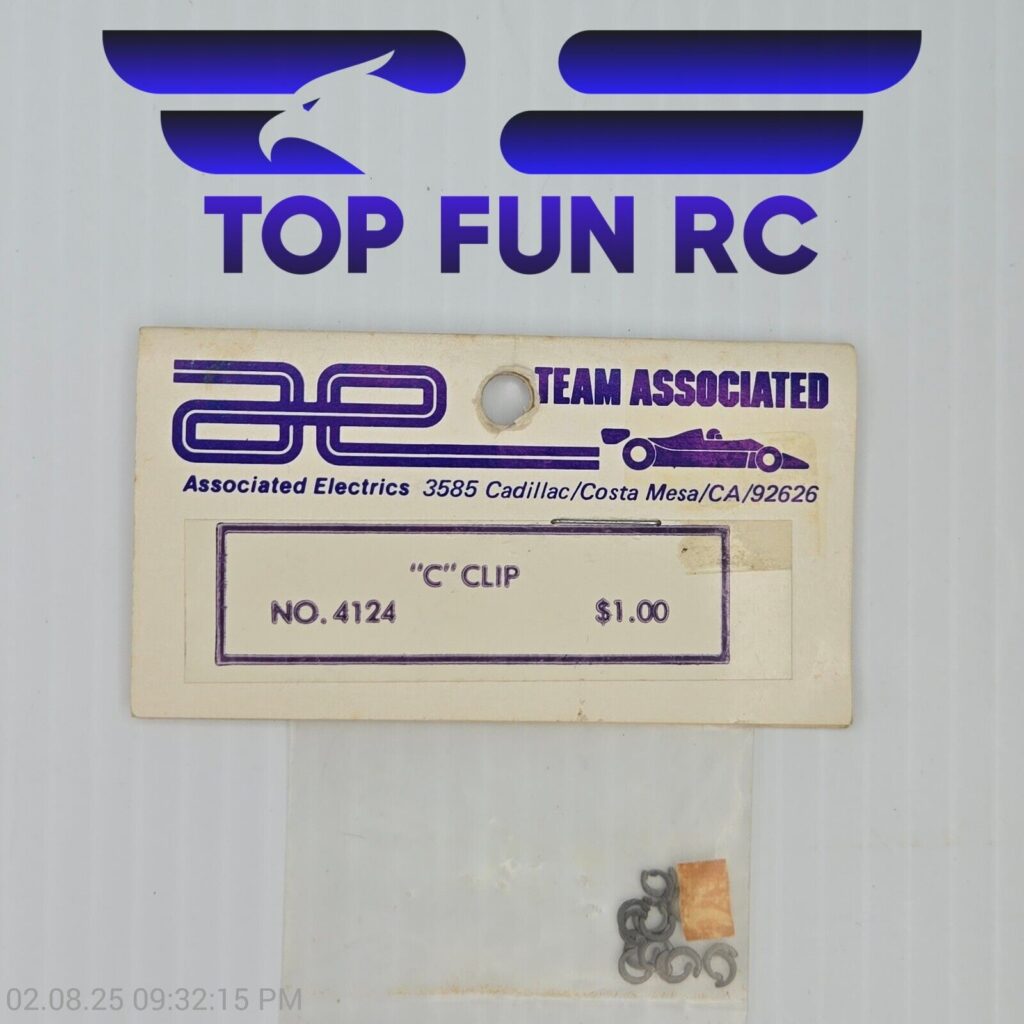 TOP FUN RC
ae TEAM ASSOCIATED
Associated Electrics 3585 Cadillac/Costa Mesa/CA/92626
"C" CLIP
NO. 4124 $1.00
02.08.25 09:32:15 PM